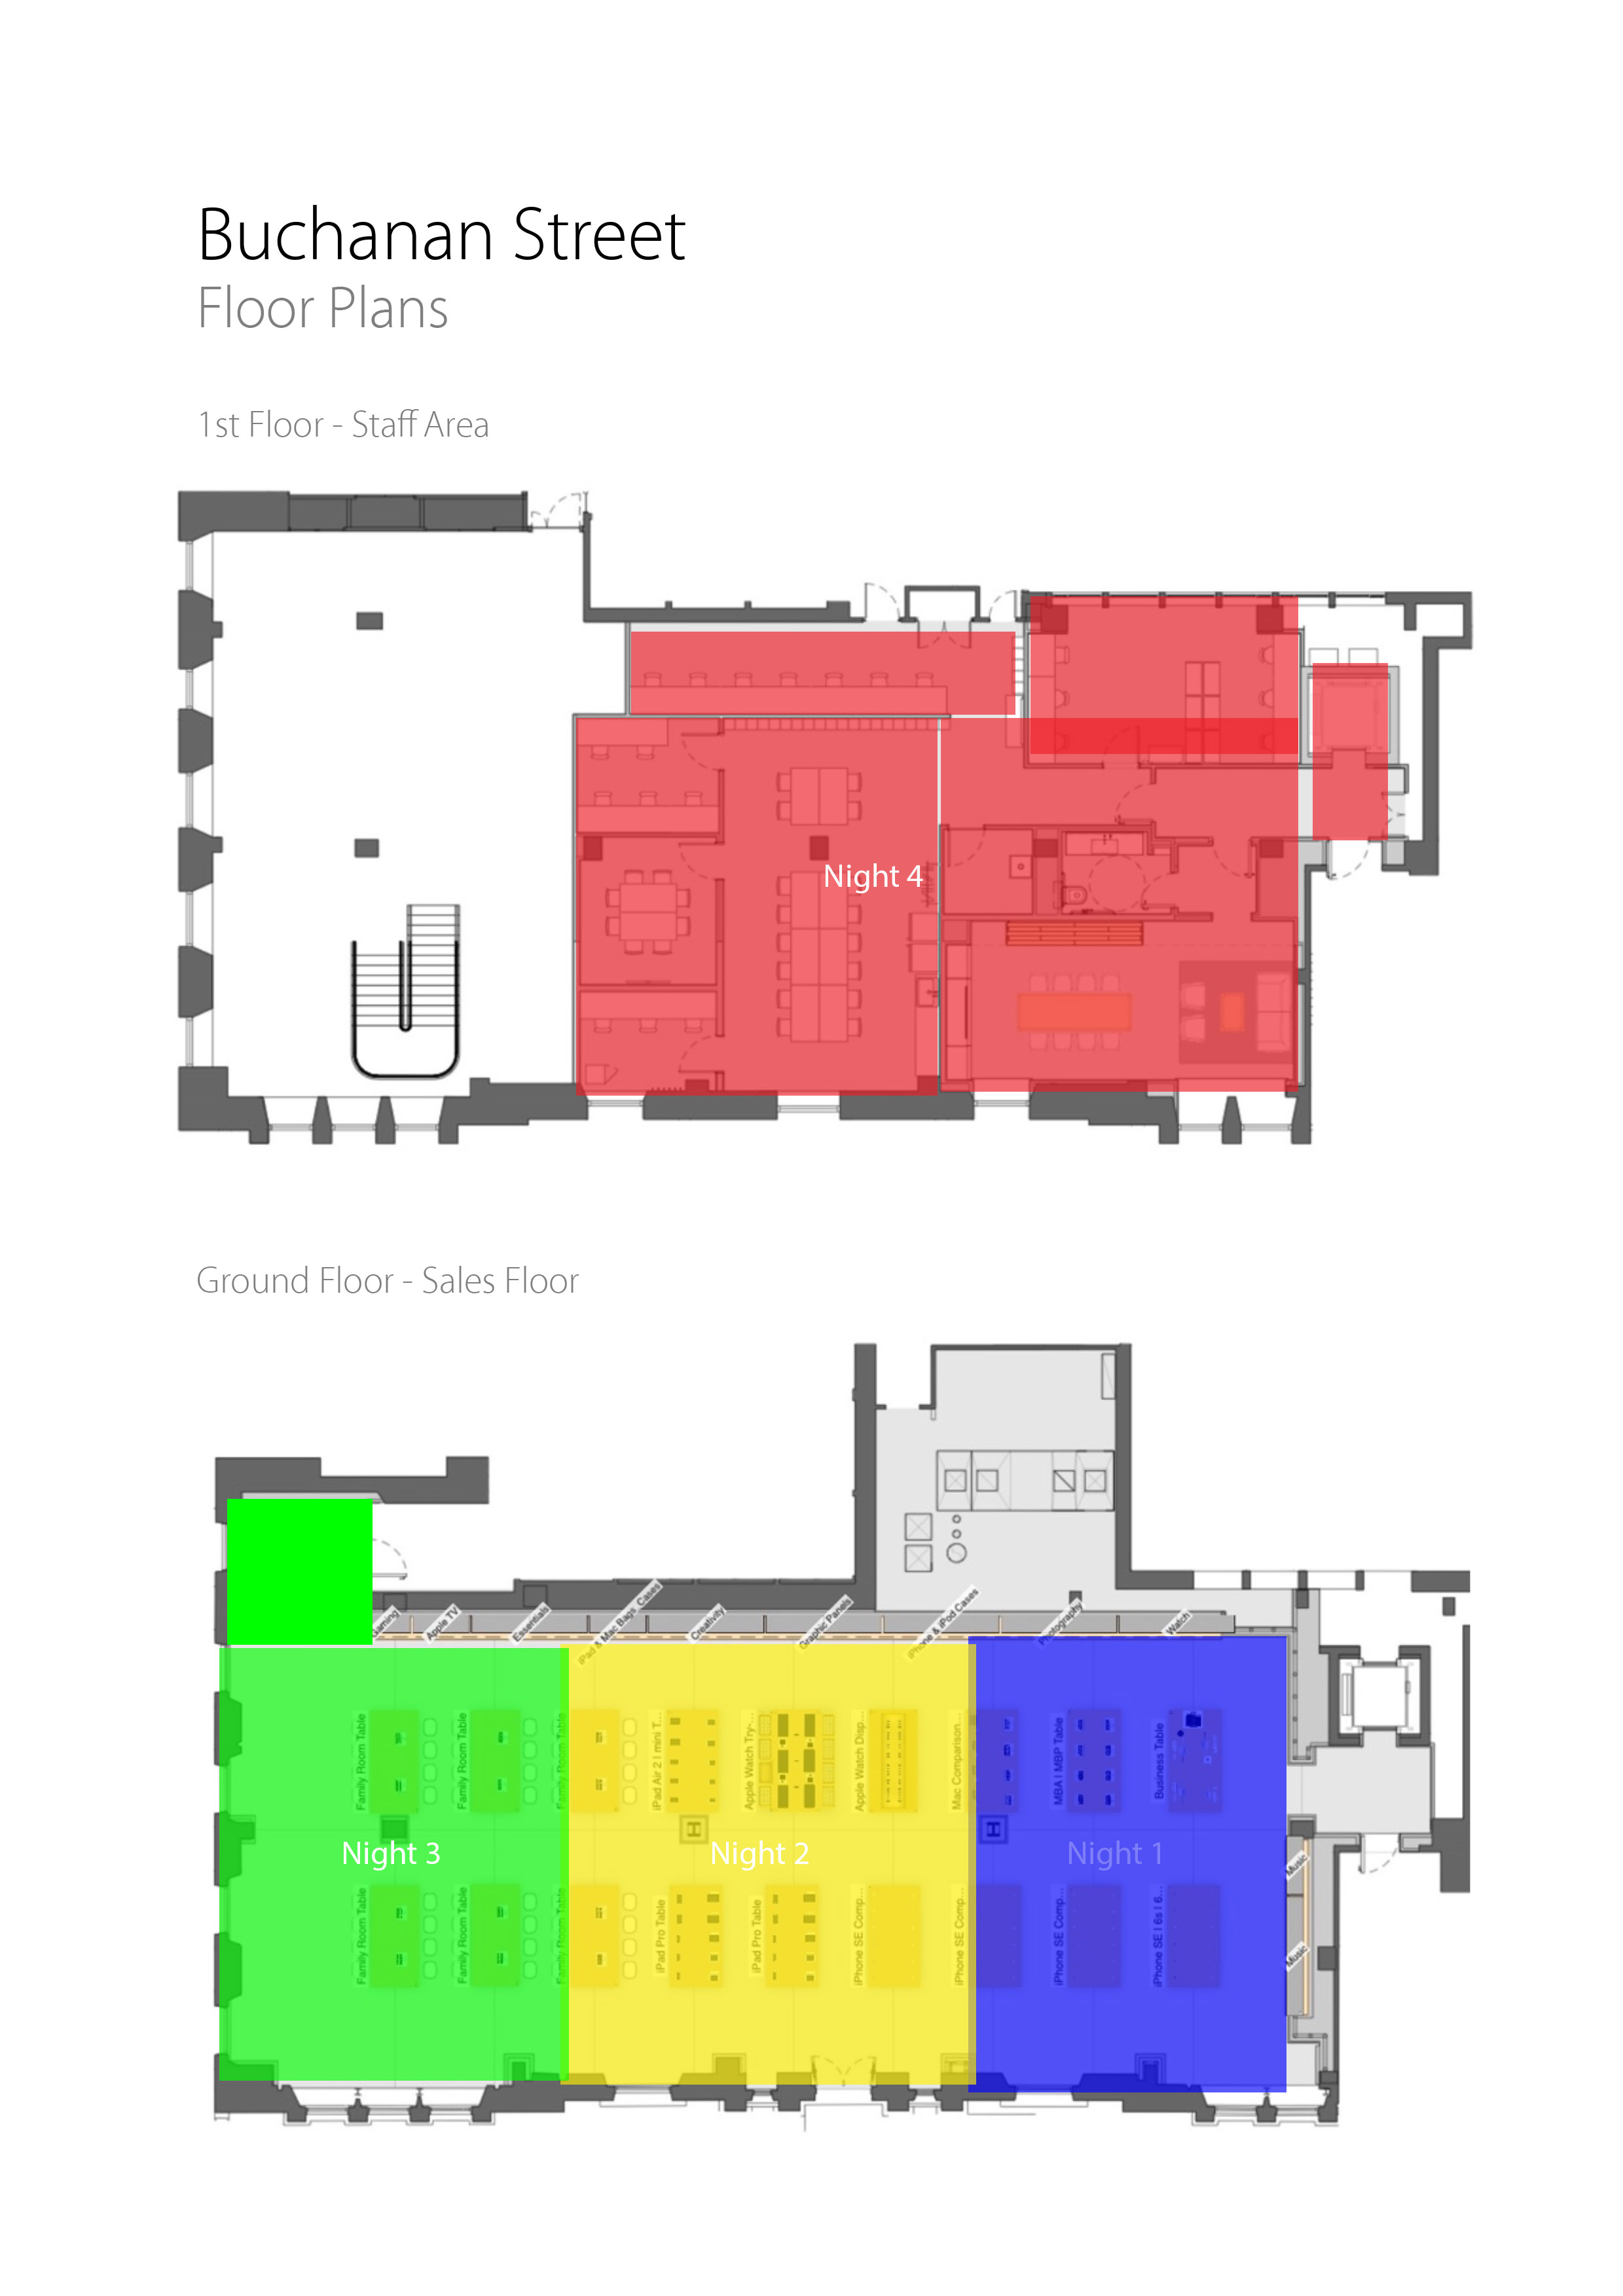 Buchanan Street
Floor Plans
1st Floor - Staff Area
Night 4
Ground Floor - Sales Floor
Gaming
Apple TV
Essentials
iPad & Mac Bags, Cases
Creativity
Graphic Panels
iPhone & iPod Cases
Photography
Watch
Family Room Table
Family Room Table
Family Room Table
iPad Air 2 | mini T...
Apple Watch Try-...
Apple Watch Disp...
Mac Comparison...
MBA | MBP Table
Business Table
H
H
Night 3
Night 2
Night 1
Music
Family Room Table
Family Room Table
Family Room Table
iPad Pro Table
iPad Pro Table
iPhone SE Comp...
iPhone SE Comp...
iPhone SE Comp...
iPhone SE | 6s | 6...
Music